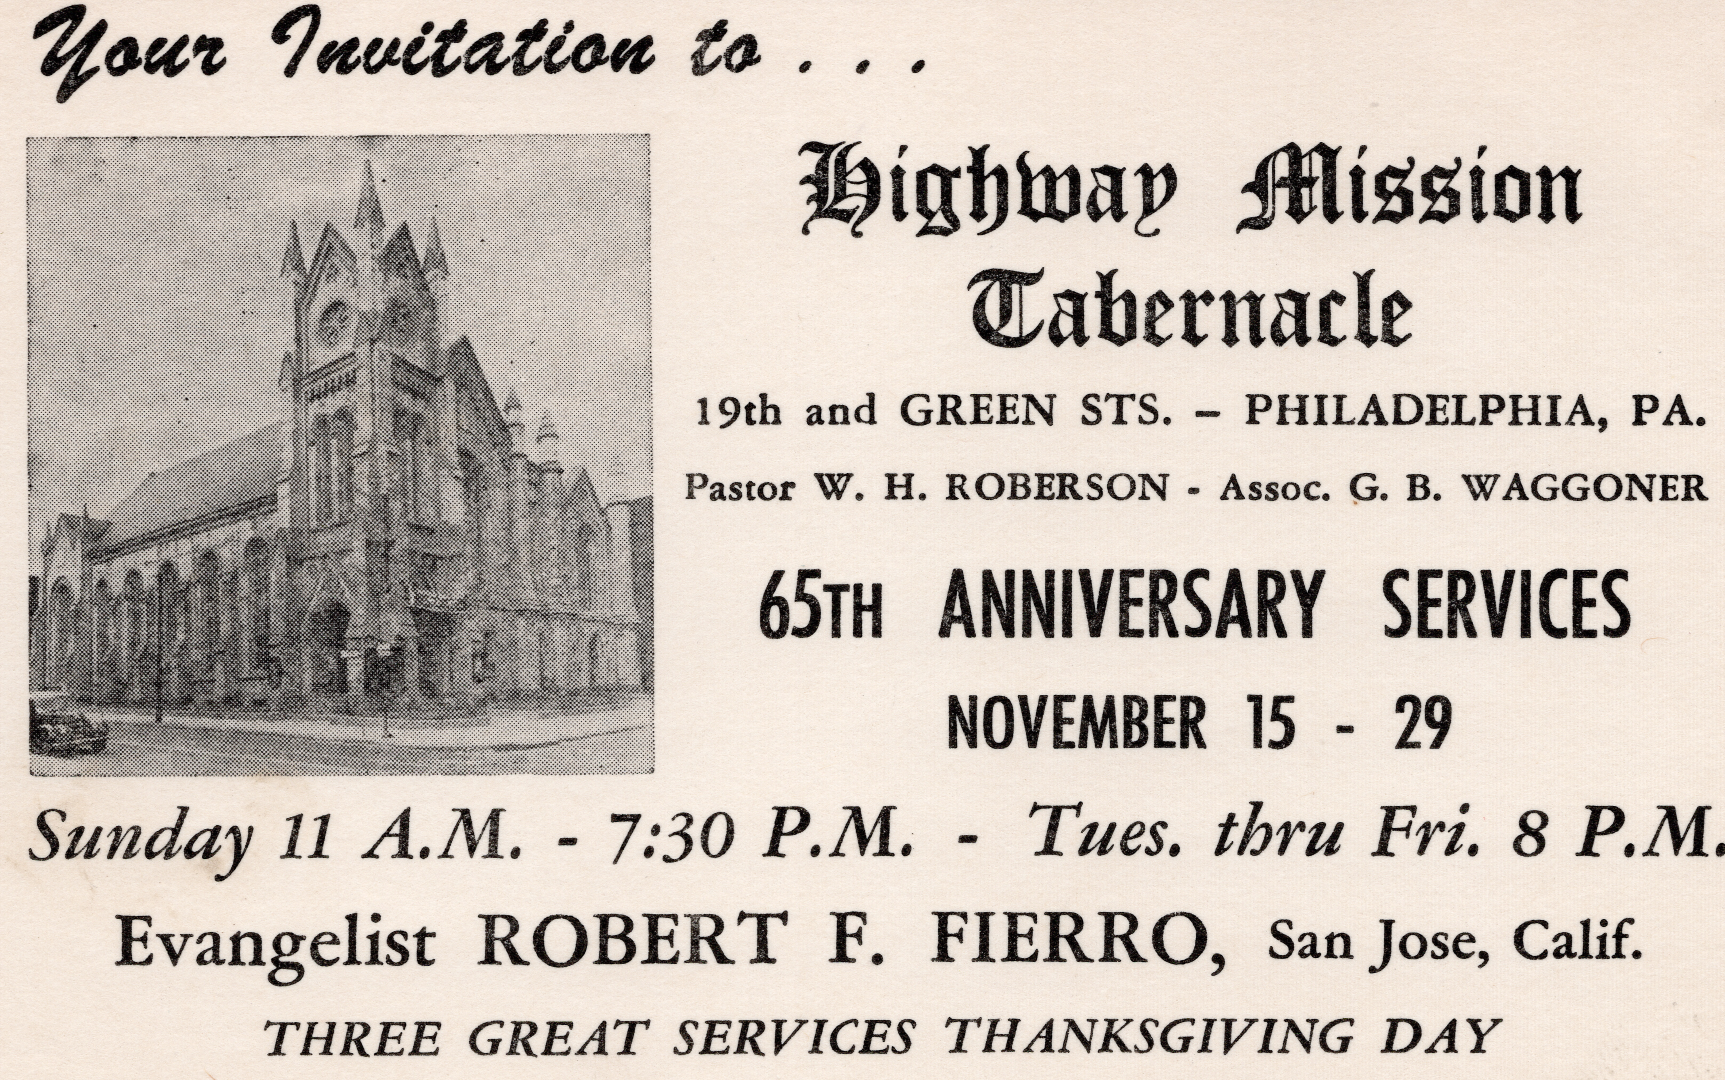 Your Invitation to . . .
Highway Mission
Tabernacle
19th and GREEN STS. – PHILADELPHIA, PA.
Pastor W. H. ROBERSON - Assoc. G. B. WAGGONER
65TH ANNIVERSARY SERVICES
NOVEMBER 15 - 29
Sunday 11 A.M. - 7:30 P.M. - Tues. thru Fri. 8 P.M.
Evangelist ROBERT F. FIERRO, San Jose, Calif.
THREE GREAT SERVICES THANKSGIVING DAY